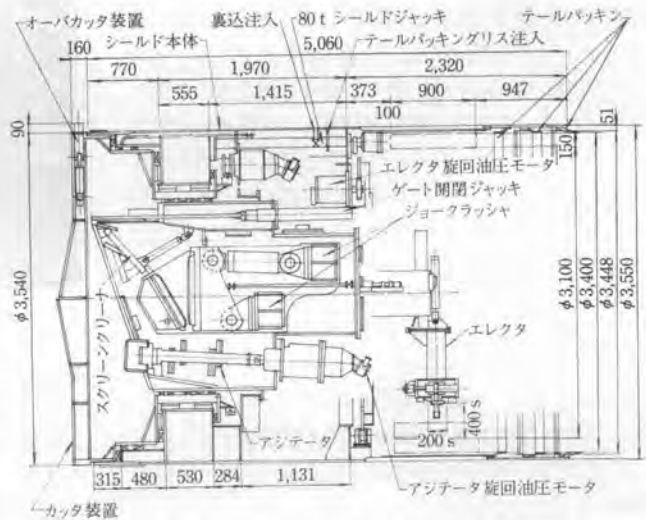 オーバカッタ装置
裏込注入
80tシールドジャッキ
テールパッキン
160
シールド本体
5,060
テールパッキングリス注入
770
1,970
2,320
555
1,415
373
900
947
100
90
51
150
エレクタ旋回油圧モータ
ゲート開閉ジャッキ
ジョークラッシャ
φ3,540
スクリーンクリーナ
φ3,100
φ3,400
φ3,448
φ3,550
エレクタ
400 s
200 s
アジテータ
315
480
530
284
1,131
アジテータ旋回油圧モータ
カッタ装置